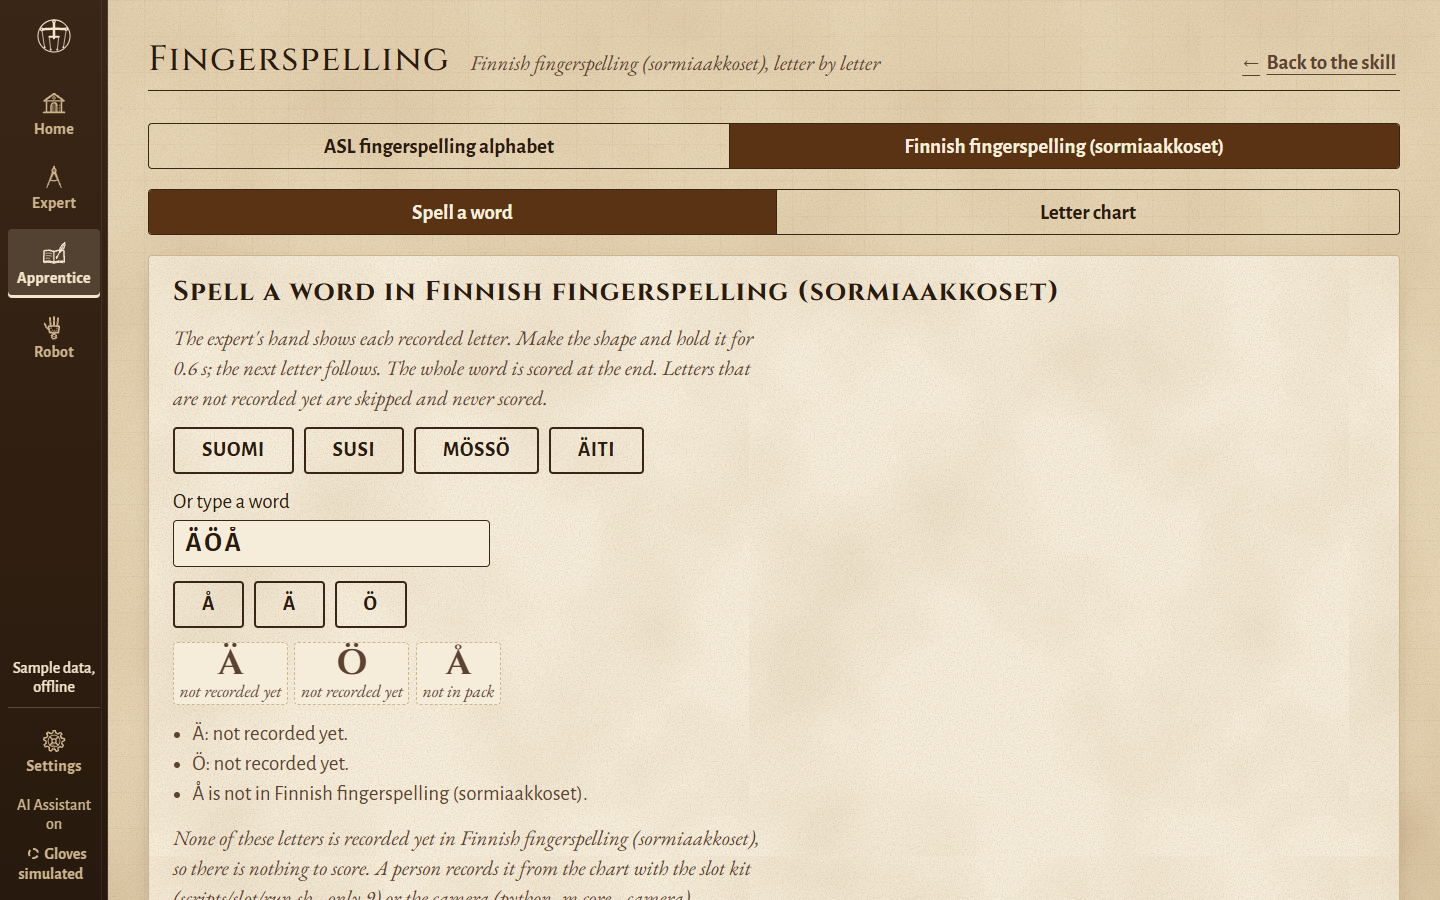 Fingerspelling Finnish fingerspelling (sormiaakkoset), letter by letter ← Back to the skill
Home
Expert
Apprentice
Robot
Sample data,
offline
Settings
AI Assistant
on
Gloves
simulated
ASL fingerspelling alphabet Finnish fingerspelling (sormiaakkoset)
Spell a word Letter chart
Spell a word in Finnish fingerspelling (sormiaakkoset)
The expert's hand shows each recorded letter. Make the shape and hold it for
0.6 s; the next letter follows. The whole word is scored at the end. Letters that
are not recorded yet are skipped and never scored.
SUOMI SUSI MÖSSÖ ÄITI
Or type a word
ÄÖÅ
Å Ä Ö
Ä Ö Å
not recorded yet not recorded yet not in pack
• Ä: not recorded yet.
• Ö: not recorded yet.
• Å is not in Finnish fingerspelling (sormiaakkoset).
None of these letters is recorded yet in Finnish fingerspelling (sormiaakkoset),
so there is nothing to score. A person records it from the chart with the slot kit